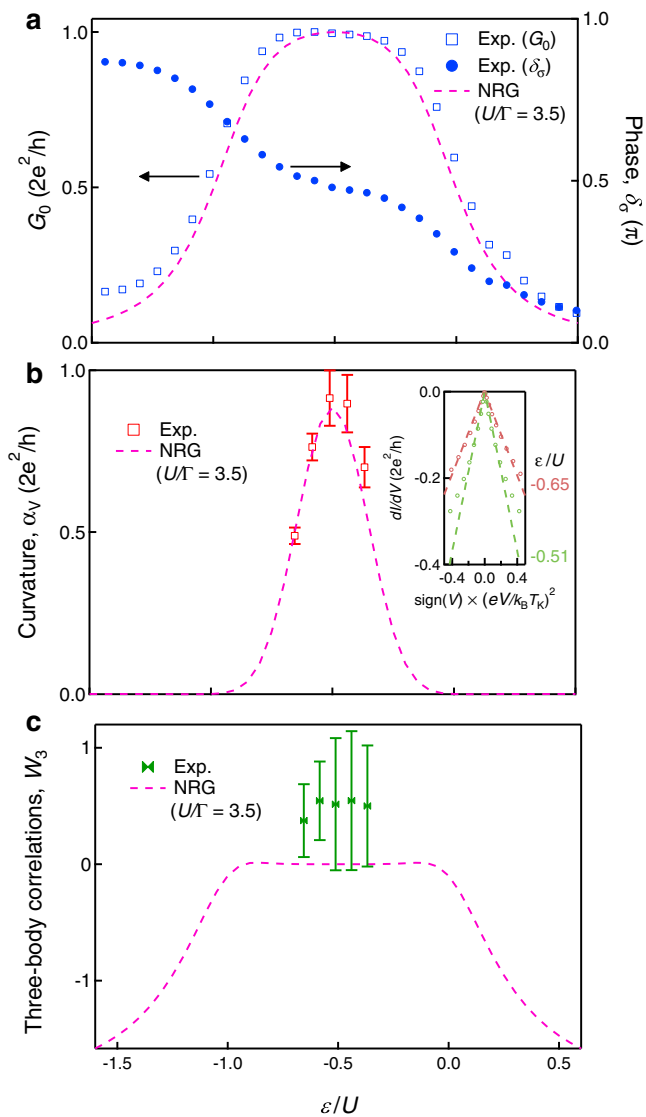 a
1.0
0.5
0.0
G₀ (2e²/h)
Exp. (G₀)
Exp. (δσ)
NRG
(U/Γ = 3.5)
1.0
0.5
0.0
Phase, δσ (π)
b
1.0
0.5
0.0
Curvature, αV (2e²/h)
Exp.
NRG
(U/Γ = 3.5)
0.0
-0.2
-0.4
dI/dV (2e²/h)
ε/U
-0.65
-0.51
-0.4 0.0 0.4
sign(V) × (eV/kBTK)²
c
1
0
-1
Three-body correlations, W₃
Exp.
NRG
(U/Γ = 3.5)
-1.5 -1.0 -0.5 0.0 0.5
ε/U